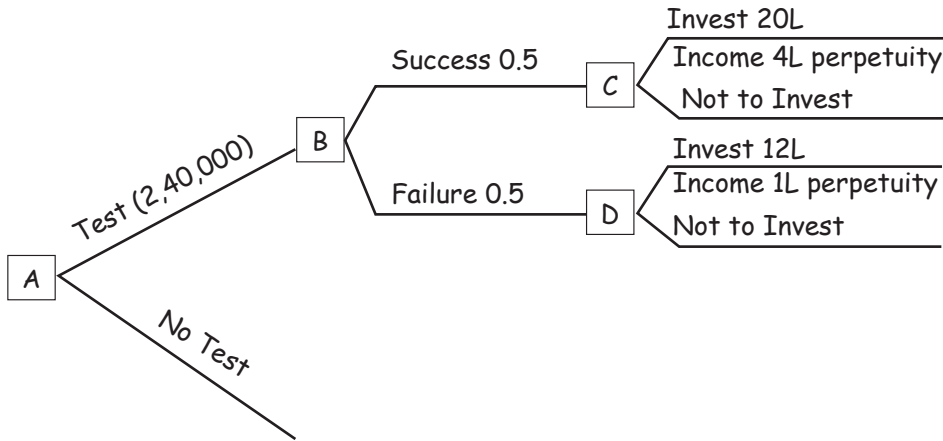 Invest 20L
Success 0.5
C
Income 4L perpetuity
Not to Invest
Test (2,40,000)
B
Invest 12L
Failure 0.5
D
Income 1L perpetuity
Not to Invest
A
No Test